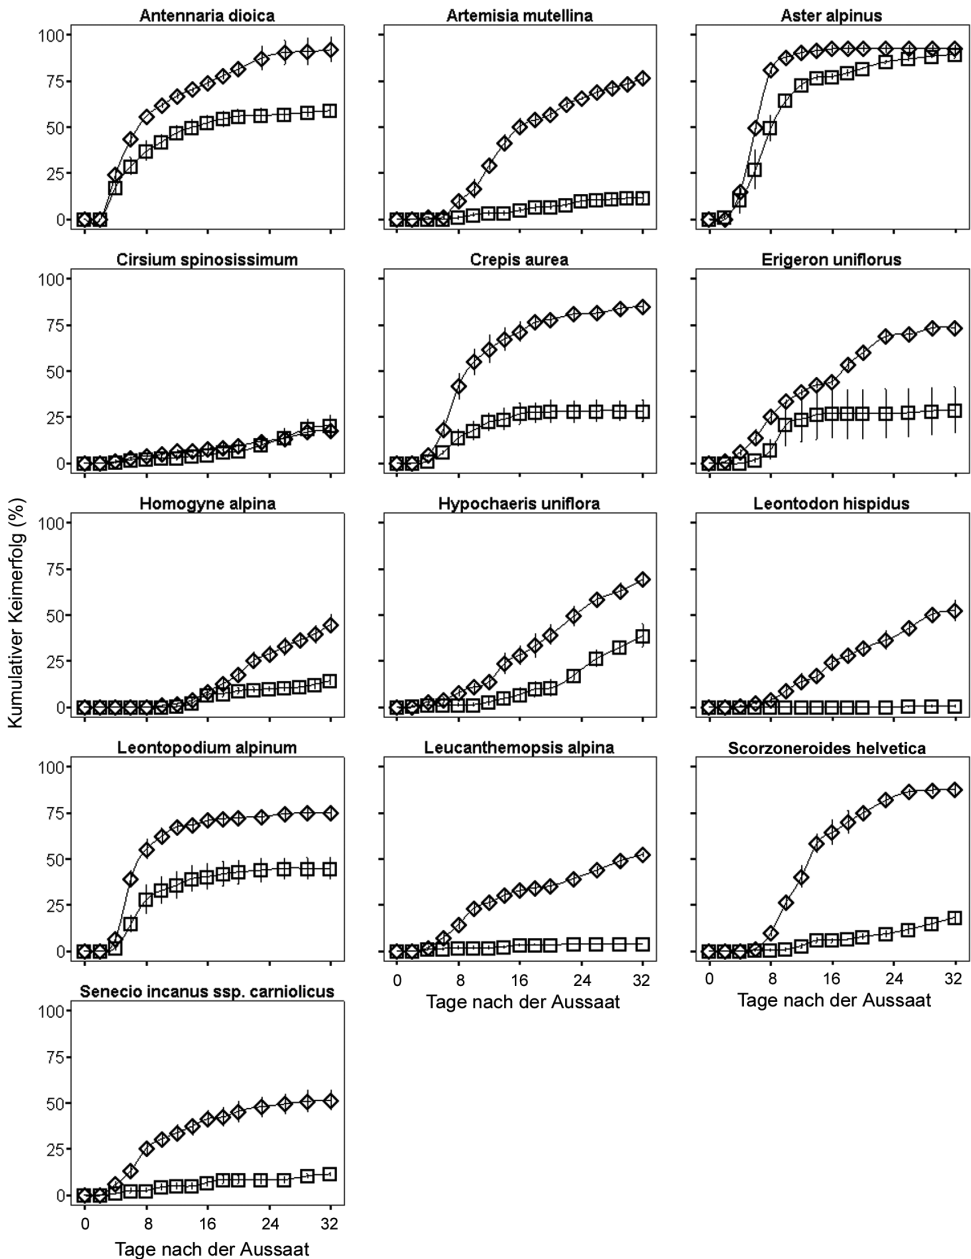 Antennaria dioica Artemisia mutellina Aster alpinus
100
75
50
25
0
Cirsium spinosissimum Crepis aurea Erigeron uniflorus
100
75
50
25
0
Kumulativer Keimerfolg (%)
Homogyne alpina Hypochaeris uniflora Leontodon hispidus
100
75
50
25
0
Leontopodium alpinum Leucanthemopsis alpina Scorzoneroides helvetica
100
75
50
25
0
0 8 16 24 32 0 8 16 24 32
Tage nach der Aussaat Tage nach der Aussaat
Senecio incanus ssp. carniolicus
100
75
50
25
0
0 8 16 24 32
Tage nach der Aussaat